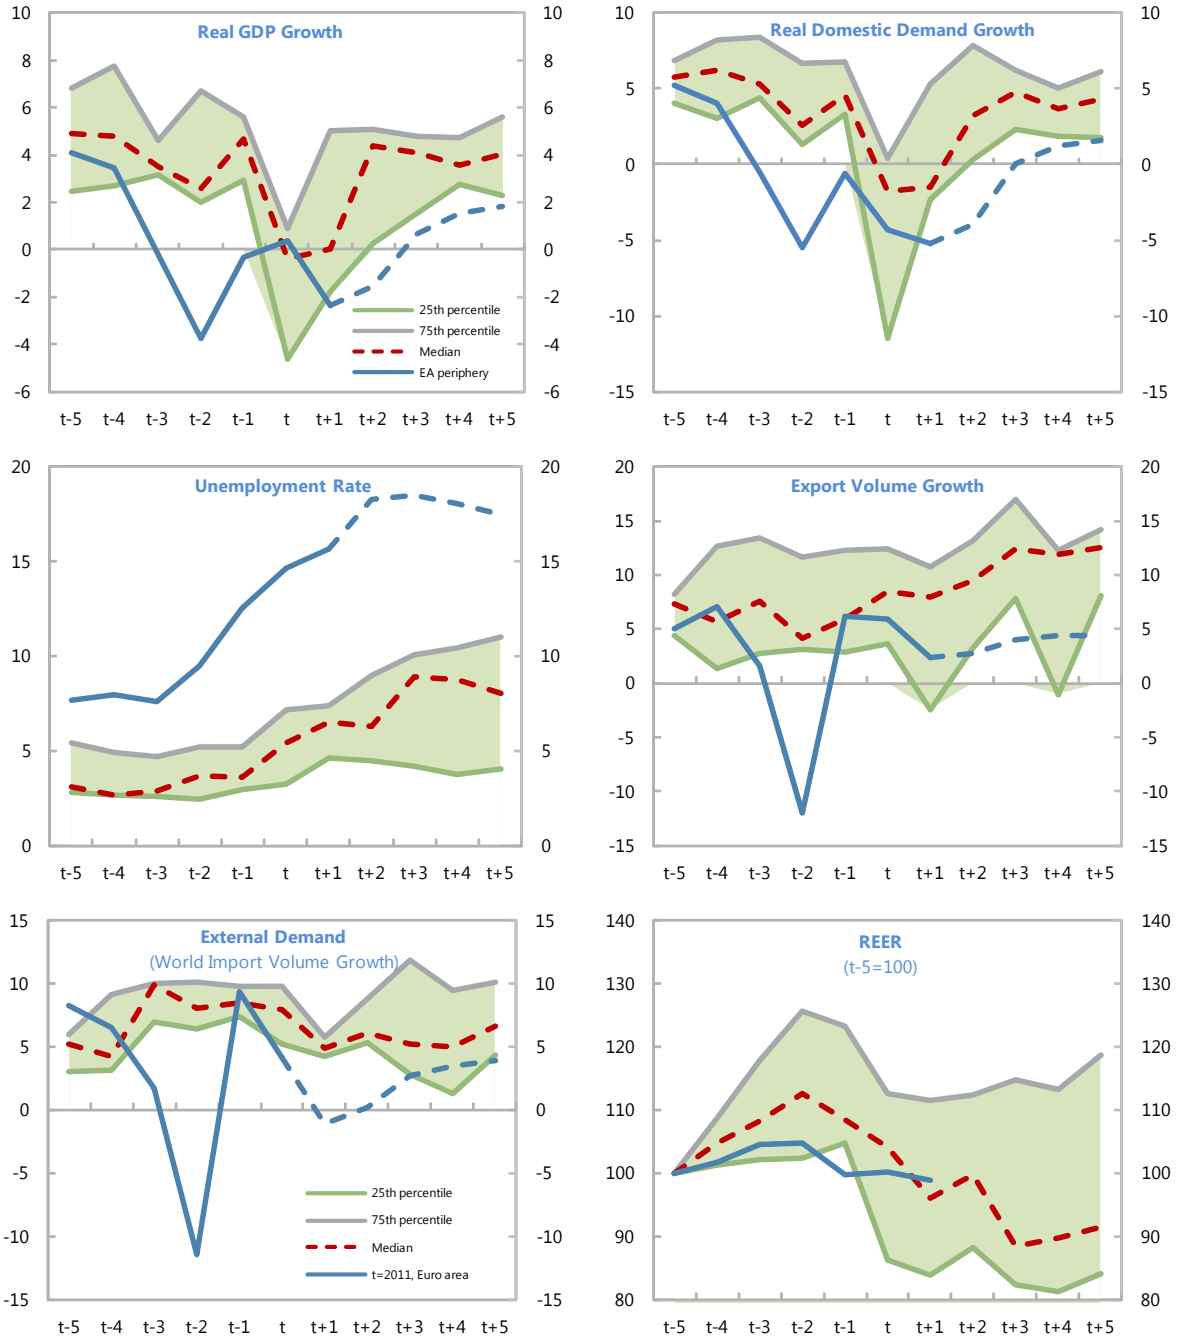 Real GDP Growth
10 10
8 8
6 6
4 4
2 2
0 0
-2 -2
-4 -4
-6 -6
25th percentile
75th percentile
Median
EA periphery
t-5 t-4 t-3 t-2 t-1 t t+1 t+2 t+3 t+4 t+5
Real Domestic Demand Growth
10 10
5 5
0 0
-5 -5
-10 -10
-15 -15
t-5 t-4 t-3 t-2 t-1 t t+1 t+2 t+3 t+4 t+5
Unemployment Rate
20 20
15 15
10 10
5 5
0 0
t-5 t-4 t-3 t-2 t-1 t t+1 t+2 t+3 t+4 t+5
Export Volume Growth
20 20
15 15
10 10
5 5
0 0
-5 -5
-10 -10
-15 -15
t-5 t-4 t-3 t-2 t-1 t t+1 t+2 t+3 t+4 t+5
External Demand
(World Import Volume Growth)
15 15
10 10
5 5
0 0
-5 -5
-10 -10
-15 -15
25th percentile
75th percentile
Median
t=2011, Euro area
t-5 t-4 t-3 t-2 t-1 t t+1 t+2 t+3 t+4 t+5
REER
(t-5=100)
140 140
130 130
120 120
110 110
100 100
90 90
80 80
t-5 t-4 t-3 t-2 t-1 t t+1 t+2 t+3 t+4 t+5